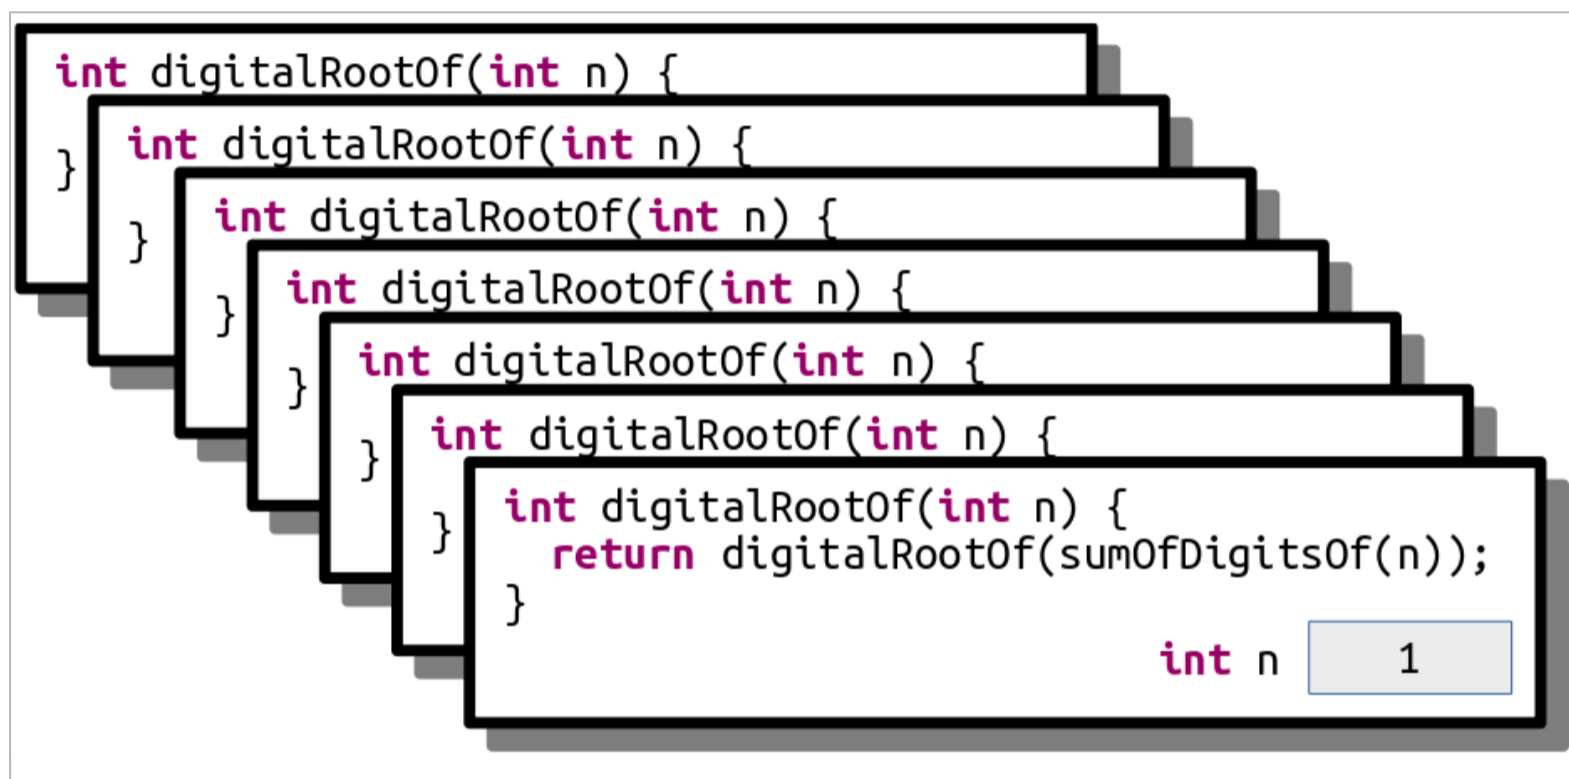 int digitalRootOf(int n) {
int digitalRootOf(int n) {
}
int digitalRootOf(int n) {
}
int digitalRootOf(int n) {
}
int digitalRootOf(int n) {
}
int digitalRootOf(int n) {
}
int digitalRootOf(int n) {
}
return digitalRootOf(sumOfDigitsOf(n));
}
int n 1